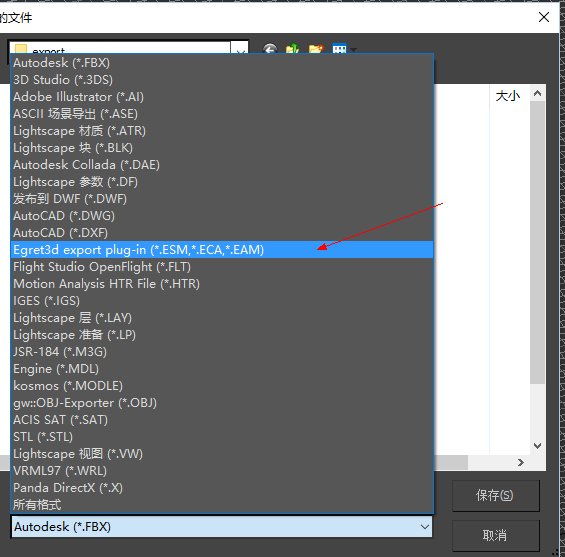 的文件
export
大小
Autodesk (*.FBX)
3D Studio (*.3DS)
Adobe Illustrator (*.AI)
ASCII 场景导出 (*.ASE)
Lightscape 材质 (*.ATR)
Lightscape 块 (*.BLK)
Autodesk Collada (*.DAE)
Lightscape 参数 (*.DF)
发布到 DWF (*.DWF)
AutoCAD (*.DWG)
AutoCAD (*.DXF)
Egret3d export plug-in (*.ESM,*.ECA,*.EAM)
Flight Studio OpenFlight (*.FLT)
Motion Analysis HTR File (*.HTR)
IGES (*.IGS)
Lightscape 层 (*.LAY)
Lightscape 准备 (*.LP)
JSR-184 (*.M3G)
Engine (*.MDL)
kosmos (*.MODLE)
gw::OBJ-Exporter (*.OBJ)
ACIS SAT (*.SAT)
STL (*.STL)
Lightscape 视图 (*.VW)
VRML97 (*.WRL)
Panda DirectX (*.X)
所有格式
Autodesk (*.FBX)
保存(S)
取消